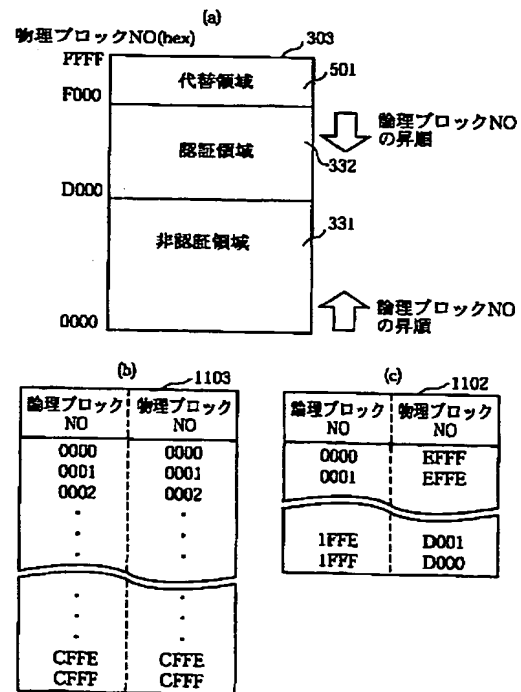 (a)
物理ブロックNO(hex)
FFFF
303
代替領域
501
F000
論理ブロックNO
の昇順
認証領域
332
D000
331
非認証領域
論理ブロックNO
の昇順
0000
(b)
1103
論理ブロック 物理ブロック
NO NO
0000 0000
0001 0001
0002 0002
CFFE CFFE
CFFF CFFF
(c)
1102
論理ブロック 物理ブロック
NO NO
0000 EFFF
0001 EFFE
1FFE D001
1FFF D000